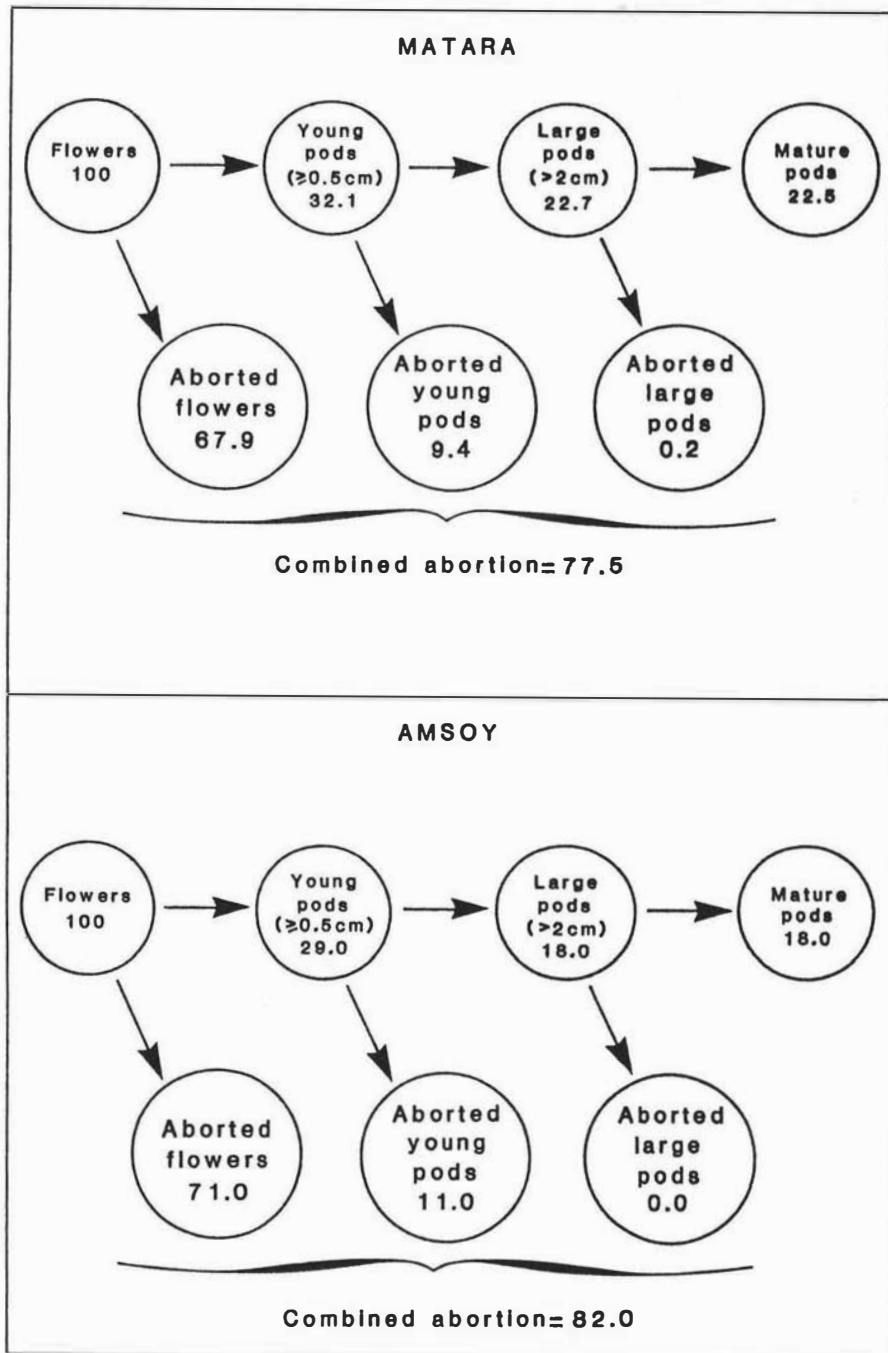 MATARA
Flowers
100
Young
pods
(≥0.5cm)
32.1
Large
pods
(>2cm)
22.7
Mature
pods
22.5
Aborted
flowers
67.9
Aborted
young
pods
9.4
Aborted
large
pods
0.2
Combined abortion=77.5
AMSOY
Flowers
100
Young
pods
(≥0.5cm)
29.0
Large
pods
(>2cm)
18.0
Mature
pods
18.0
Aborted
flowers
71.0
Aborted
young
pods
11.0
Aborted
large
pods
0.0
Combined abortion=82.0